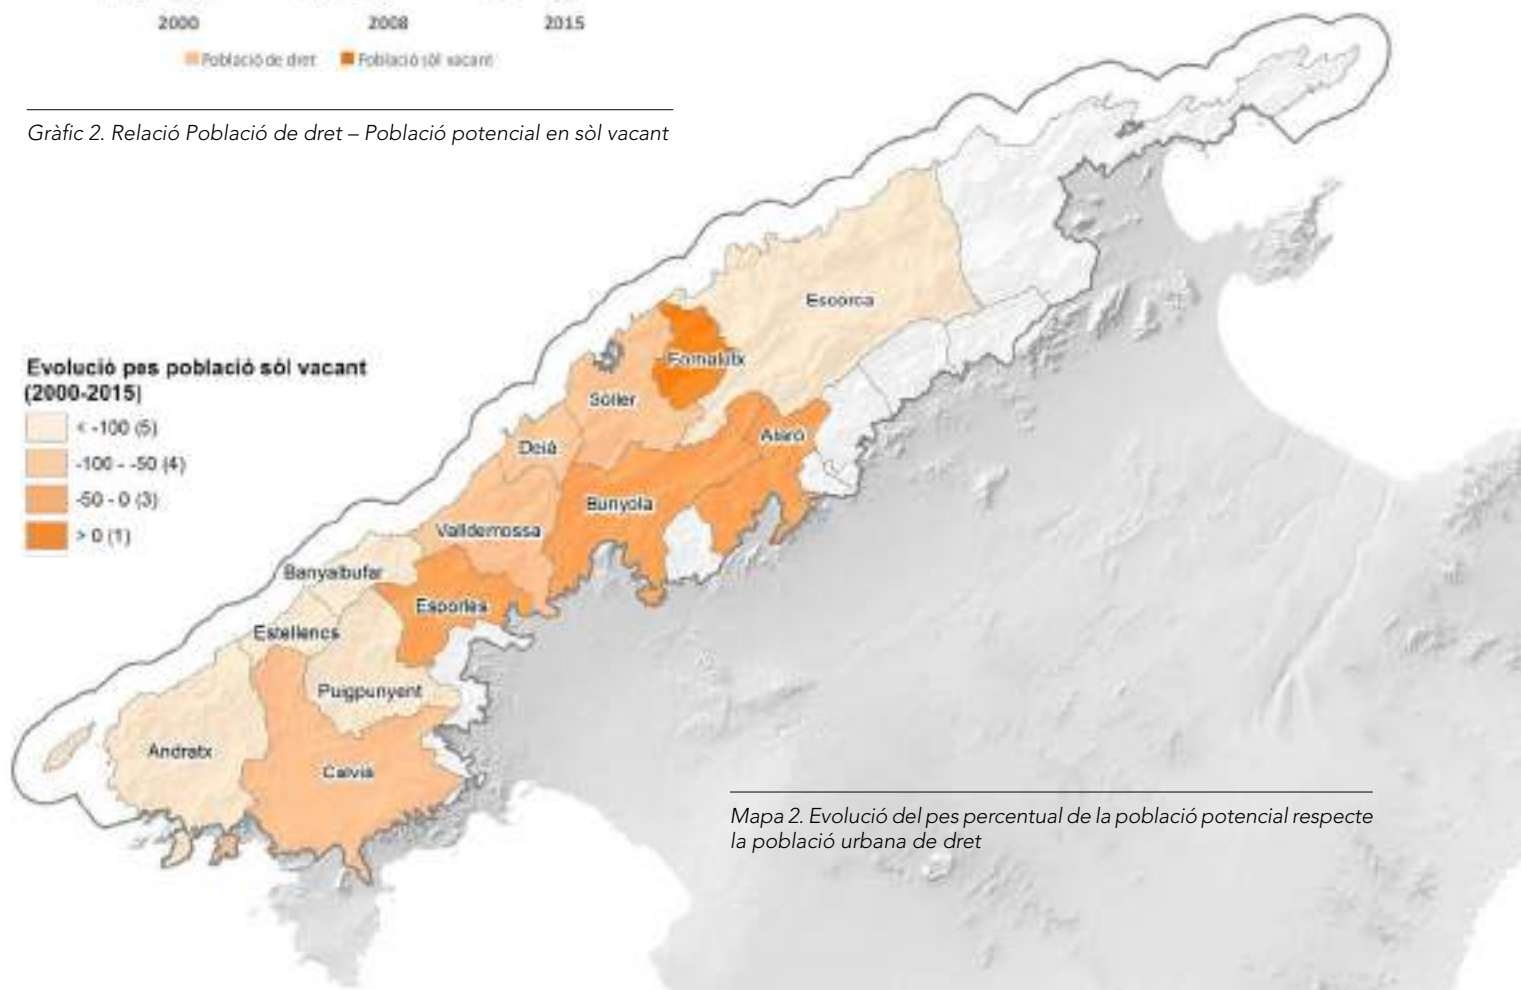 2000
2008
2015
Població de dret
Població sòl vacant
Gràfic 2. Relació Població de dret – Població potencial en sòl vacant
Escorca
Fornalutx
Sóller
Evolució pes població sòl vacant
(2000-2015)
< -100 (5)
-100 - -50 (4)
-50 - 0 (3)
> 0 (1)
Alaró
Deià
Bunyola
Valldemossa
Banyalbufar
Esporles
Estellencs
Puigpunyent
Andratx
Calvià
Mapa 2. Evolució del pes percentual de la població potencial respecte
la població urbana de dret